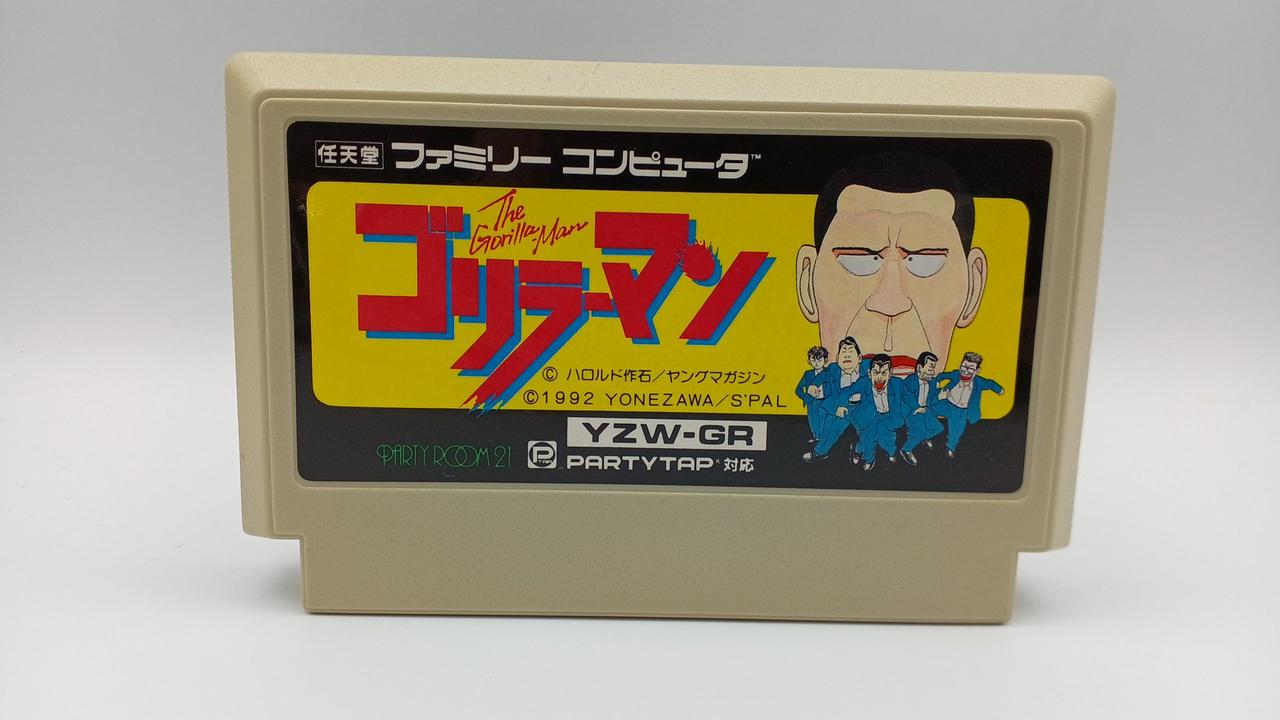 任天堂 ファミリー コンピュータ™
The
Gorilla-Man
ゴリラーマン
© ハロルド作石/ヤングマガジン
©1992 YONEZAWA/S'PAL
YZW-GR
PARTY ROOM 21
P
TAP
PARTYTAP 対応